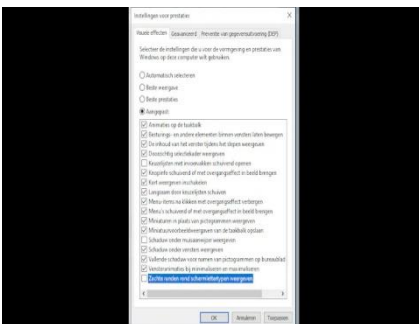 Instellingen voor prestaties
Visuele effecten Geavanceerd Preventie van gegevensuitvoering (DEP)
Selecteer de instellingen die u voor de vormgeving en prestaties van
Windows op deze computer wilt gebruiken.
Automatisch selecteren
Beste weergave
Beste prestaties
Aangepast:
Animaties op de taakbalk
Besturings- en andere elementen binnen vensters laten bewegen
De inhoud van het venster tijdens het slepen weergeven
Doorzichtig selectiekader weergeven
Keuzelijsten met invoervakken schuivend openen
Knopinfo schuivend of met overgangseffect in beeld brengen
weergeven inschakelen
Langzaam door keuzelijsten schuiven
Menu-items na klikken met overgangseffect verbergen
Menu's schuivend of met overgangseffect in beeld brengen
Miniaturen in plaats van pictogrammen weergeven
Miniatuurvoorbeeldweergaven van de taakbalk opslaan
Schaduw onder muisaanwijzer weergeven
Schaduw onder vensters weergeven
Vallende schaduw voor namen van pictogrammen op bureaublad
Vensteranimaties bij minimaliseren en maximaliseren
Zachte randen rond schermlettertypen weergeven
OK Annuleren Toepassen